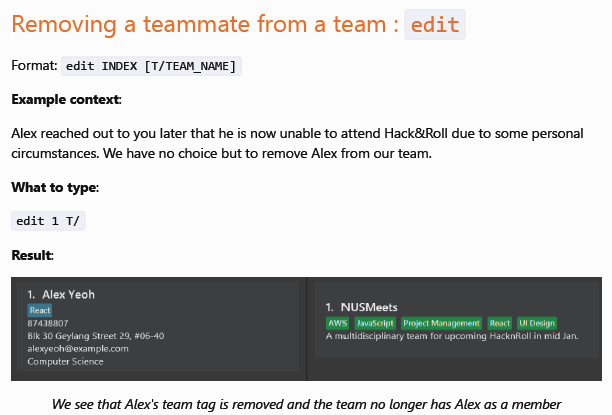 Removing a teammate from a team : edit
Format: edit INDEX [T/TEAM_NAME]
Example context:
Alex reached out to you later that he is now unable to attend Hack&Roll due to some personal
circumstances. We have no choice but to remove Alex from our team.
What to type:
edit 1 T/
Result:
1. Alex Yeoh
React
87438807
Blk 30 Geylang Street 29, #06-40
alexyeoh@example.com
Computer Science
1. NUSMeets
AWS JavaScript Project Management React UI Design
A multidisciplinary team for upcoming HacknRoll in mid Jan.
We see that Alex's team tag is removed and the team no longer has Alex as a member